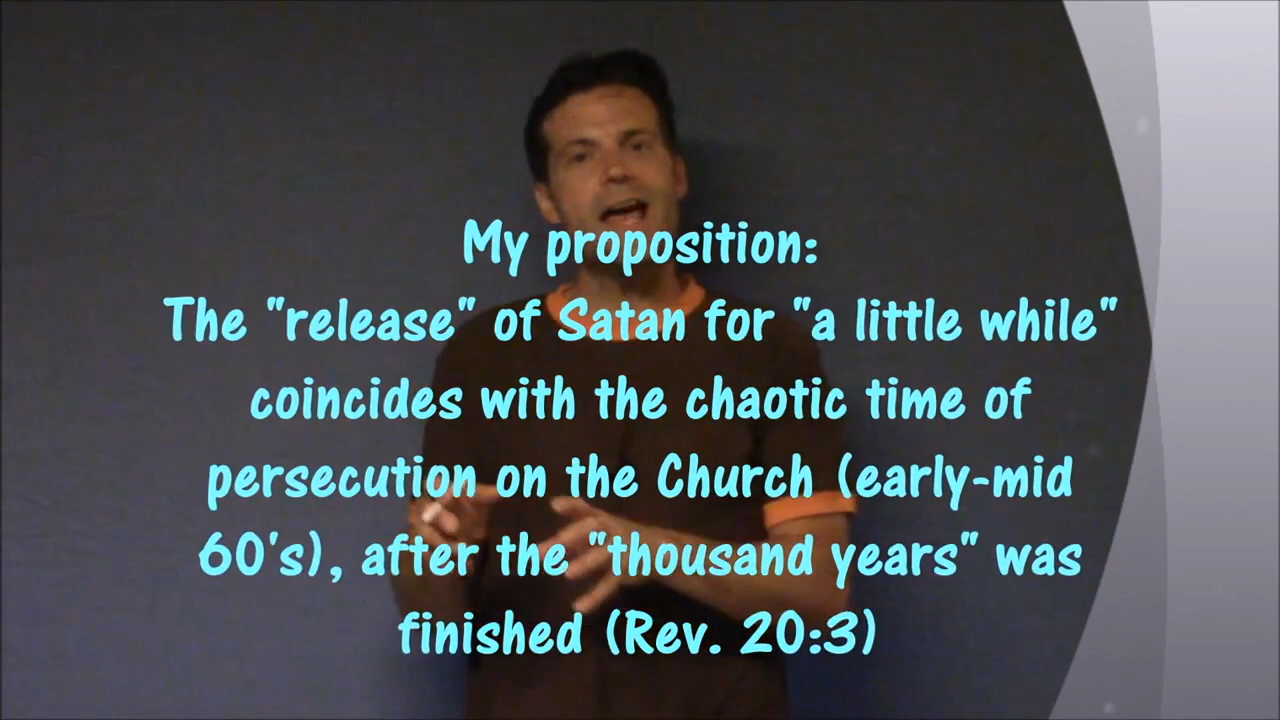 My proposition:
The "release" of Satan for "a little while"
coincides with the chaotic time of
persecution on the Church (early-mid
60's), after the "thousand years" was
finished (Rev. 20:3)